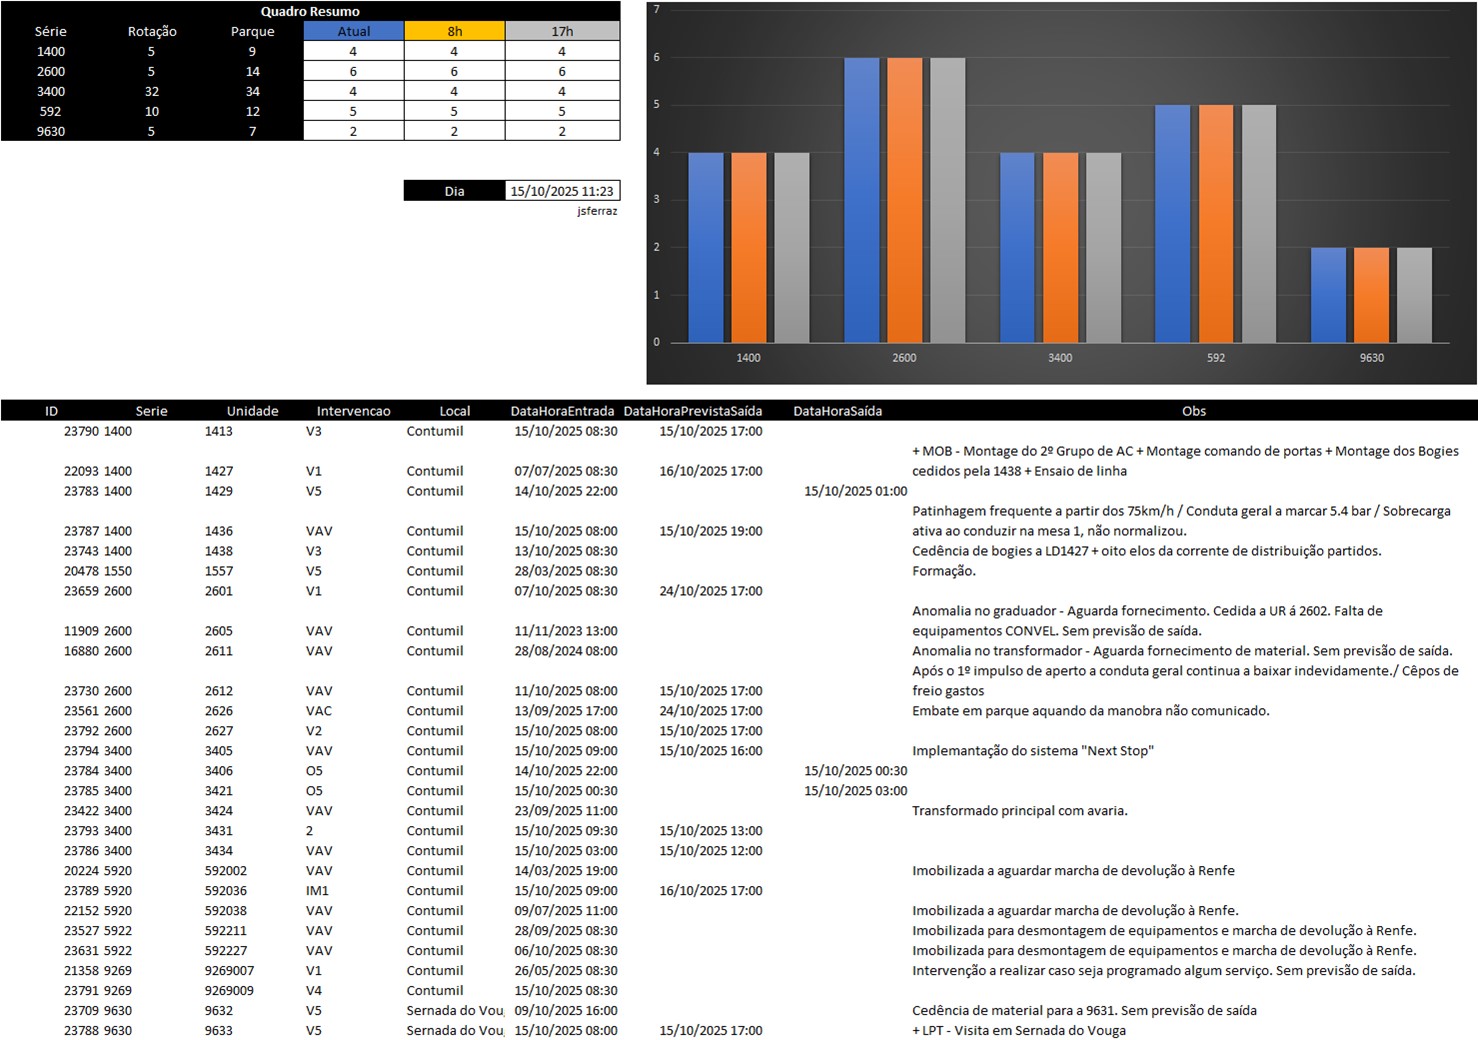 Quadro Resumo
Série Rotação Parque Atual 8h 17h
1400 5 9 4 4 4
2600 5 14 6 6 6
3400 32 34 4 4 4
592 10 12 5 5 5
9630 5 7 2 2 2
Dia 15/10/2025 11:23
jsferraz
7
6
5
4
3
2
1
0
1400 2600 3400 592 9630
ID Serie Unidade Intervencao Local DataHoraEntrada DataHoraPrevistaSaída DataHoraSaída Obs
23790 1400 1413 V3 Contumil 15/10/2025 08:30 15/10/2025 17:00
+ MOB - Montage do 2º Grupo de AC + Montage comando de portas + Montage dos Bogies
22093 1400 1427 V1 Contumil 07/07/2025 08:30 16/10/2025 17:00 cedidos pela 1438 + Ensaio de linha
23783 1400 1429 V5 Contumil 14/10/2025 22:00 15/10/2025 01:00
Patinhagem frequente a partir dos 75km/h / Conduta geral a marcar 5.4 bar / Sobrecarga
23787 1400 1436 VAV Contumil 15/10/2025 08:00 15/10/2025 19:00 ativa ao conduzir na mesa 1, não normalizou.
23743 1400 1438 V3 Contumil 13/10/2025 08:30 Cedência de bogies a LD1427 + oito elos da corrente de distribuição partidos.
20478 1550 1557 V5 Contumil 28/03/2025 08:30 Formação.
23659 2600 2601 V1 Contumil 07/10/2025 08:30 24/10/2025 17:00
Anomalia no graduador - Aguarda fornecimento. Cedida a UR á 2602. Falta de
11909 2600 2605 VAV Contumil 11/11/2023 13:00 equipamentos CONVEL. Sem previsão de saída.
16880 2600 2611 VAV Contumil 28/08/2024 08:00 Anomalia no transformador - Aguarda fornecimento de material. Sem previsão de saída.
Após o 1º impulso de aperto a conduta geral continua a baixar indevidamente./ Cêpos de
23730 2600 2612 VAV Contumil 11/10/2025 08:00 15/10/2025 17:00 freio gastos
23561 2600 2626 VAC Contumil 13/09/2025 17:00 24/10/2025 17:00 Embate em parque aquando da manobra não comunicado.
23792 2600 2627 V2 Contumil 15/10/2025 08:00 15/10/2025 17:00
23794 3400 3405 VAV Contumil 15/10/2025 09:00 15/10/2025 16:00 Implemantação do sistema "Next Stop"
23784 3400 3406 O5 Contumil 14/10/2025 22:00 15/10/2025 00:30
23785 3400 3421 O5 Contumil 15/10/2025 00:30 15/10/2025 03:00
23422 3400 3424 VAV Contumil 23/09/2025 11:00 Transformado principal com avaria.
23793 3400 3431 2 Contumil 15/10/2025 09:30 15/10/2025 13:00
23786 3400 3434 VAV Contumil 15/10/2025 03:00 15/10/2025 12:00
20224 5920 592002 VAV Contumil 14/03/2025 19:00 Imobilizada a aguardar marcha de devolução à Renfe
23789 5920 592036 IM1 Contumil 15/10/2025 09:00 16/10/2025 17:00
22152 5920 592038 VAV Contumil 09/07/2025 11:00 Imobilizada a aguardar marcha de devolução à Renfe.
23527 5922 592211 VAV Contumil 28/09/2025 08:30 Imobilizada para desmontagem de equipamentos e marcha de devolução à Renfe.
23631 5922 592227 VAV Contumil 06/10/2025 08:30 Imobilizada para desmontagem de equipamentos e marcha de devolução à Renfe.
21358 9269 9269007 V1 Contumil 26/05/2025 08:30 Intervenção a realizar caso seja programado algum serviço. Sem previsão de saída.
23791 9269 9269009 V4 Contumil 15/10/2025 08:30
23709 9630 9632 V5 Sernada do Vou 09/10/2025 16:00 Cedência de material para a 9631. Sem previsão de saída
23788 9630 9633 V5 Sernada do Vou 15/10/2025 08:00 15/10/2025 17:00 + LPT - Visita em Sernada do Vouga